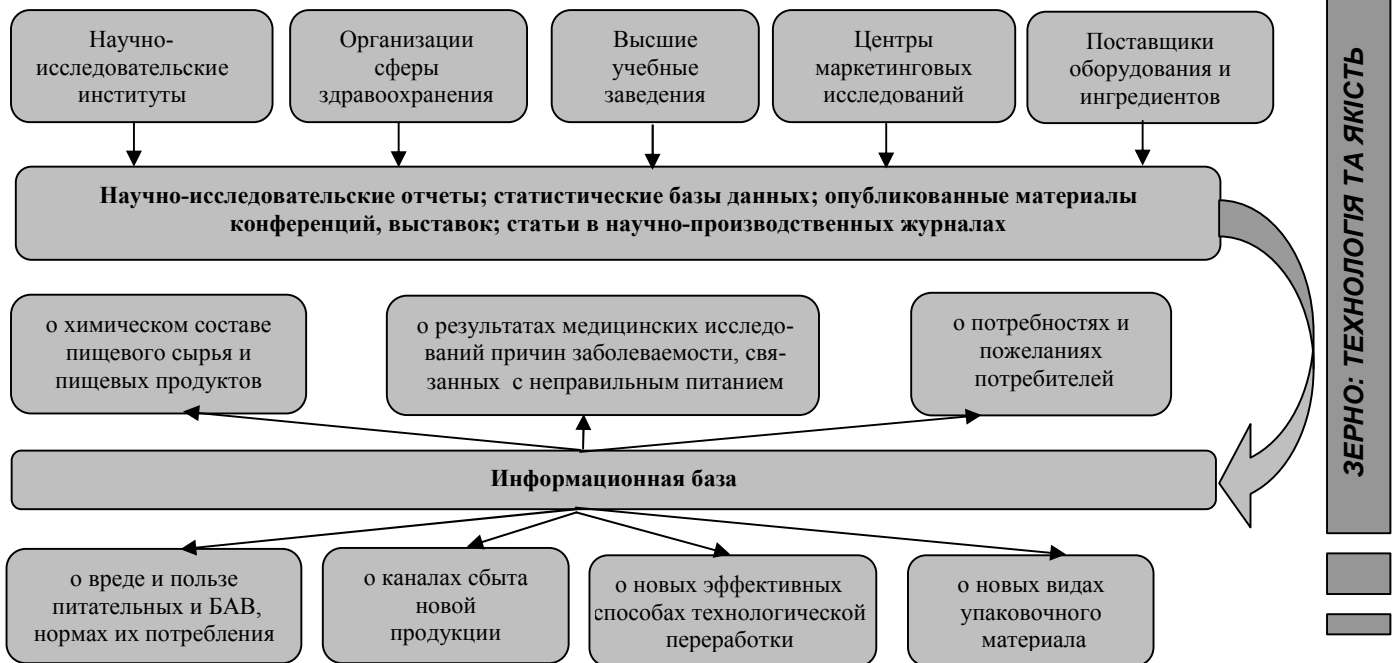 Научно-
исследовательские
институты
Организации
сферы
здравоохранения
Высшие
учебные
заведения
Центры
маркетинговых
исследований
Поставщики
оборудования и
ингредиентов
Научно-исследовательские отчеты; статистические базы данных; опубликованные материалы
конференций, выставок; статьи в научно-производственных журналах
о химическом составе
пищевого сырья и
пищевых продуктов
о результатах медицинских исследо-
ваний причин заболеваемости, свя-
занных с неправильным питанием
о потребностях и
пожеланиях
потребителей
Информационная база
о вреде и пользе
питательных и БАВ,
нормах их потребления
о каналах сбыта
новой
продукции
о новых эффективных
способах технологической
переработки
о новых видах
упаковочного
материала
ЗЕРНО: ТЕХНОЛОГІЯ ТА ЯКІСТЬ